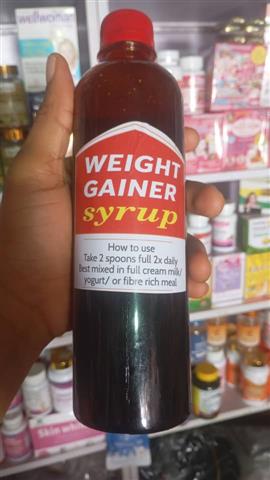 wellwoman
WEIGHT
GAINER
syrup
How to use
Take 2 spoons full 2x daily
Best mixed in full cream milk/
yogurt/ or fibre rich meal
Skin whit